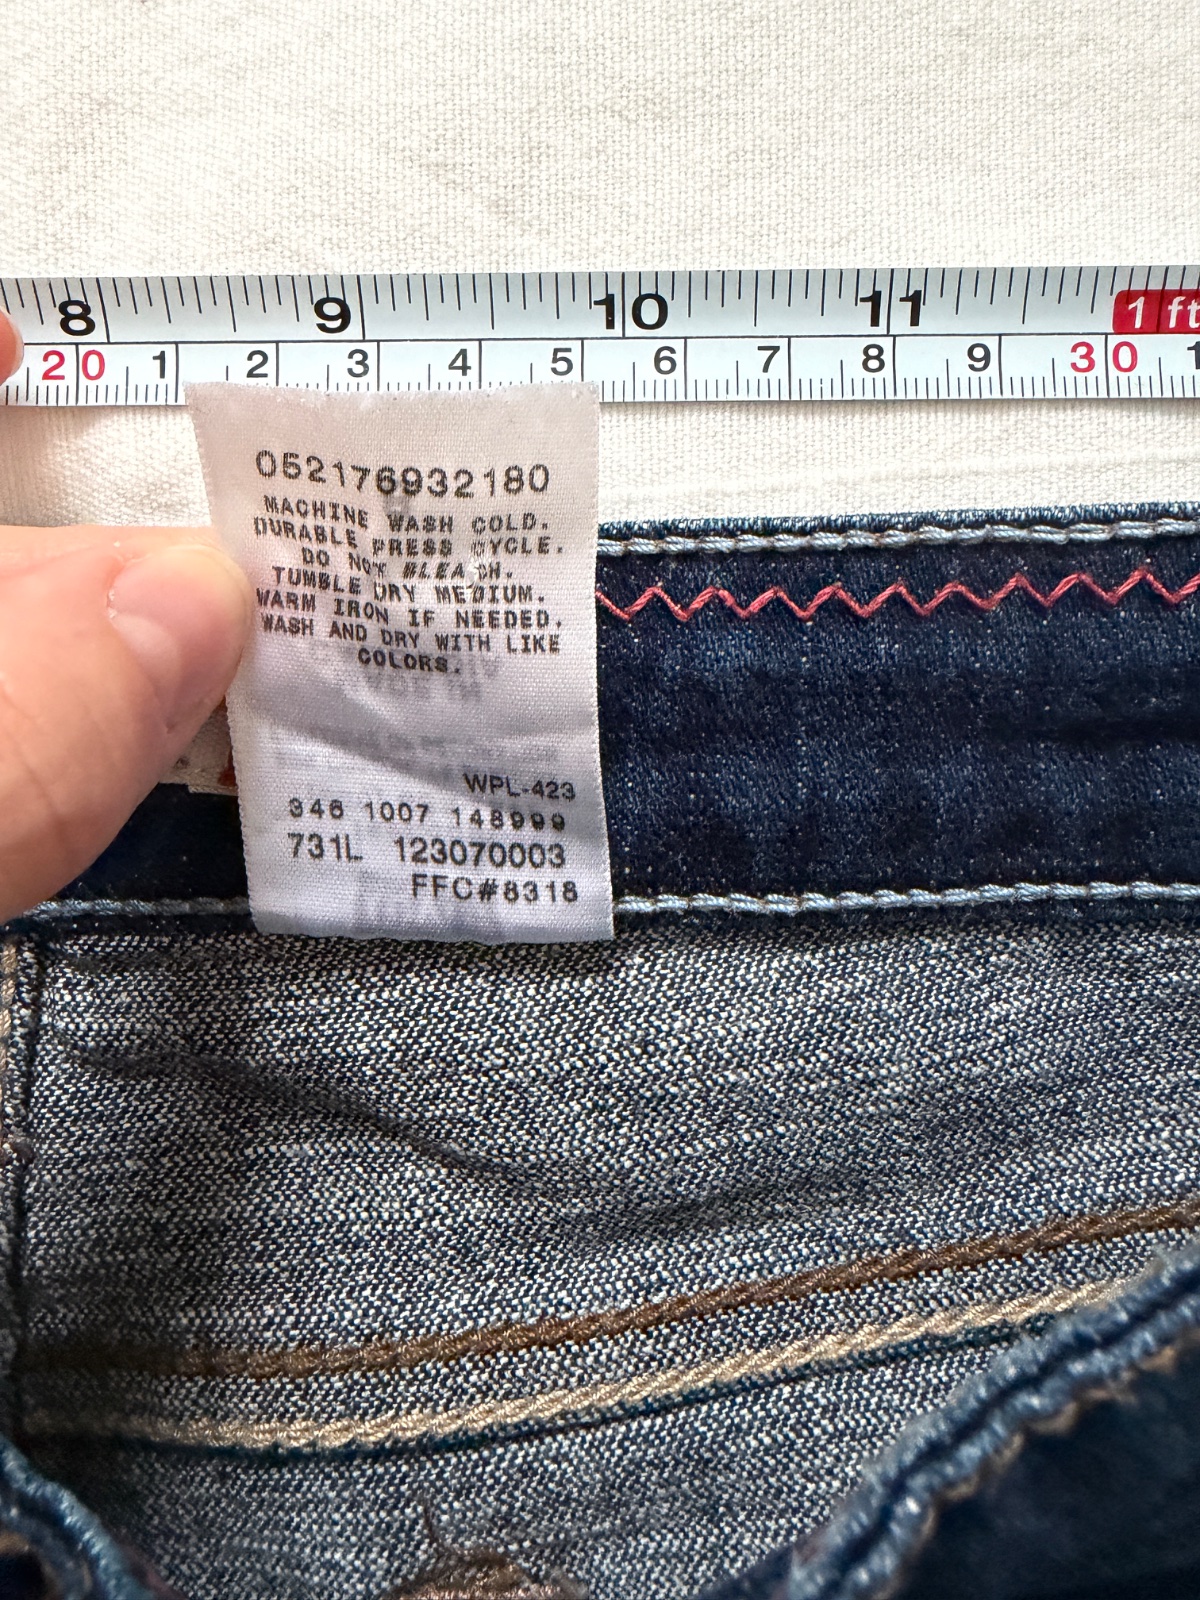 8 9 10 11 1 ft
20 1 2 3 4 5 6 7 8 9 30 1
052176932180
MACHINE WASH COLD.
DURABLE PRESS CYCLE.
DO NOT BLEACH.
TUMBLE DRY MEDIUM.
WARM IRON IF NEEDED.
WASH AND DRY WITH LIKE
COLORS.
WPL-423
346 1007 148999
731L 123070003
FFC#8318